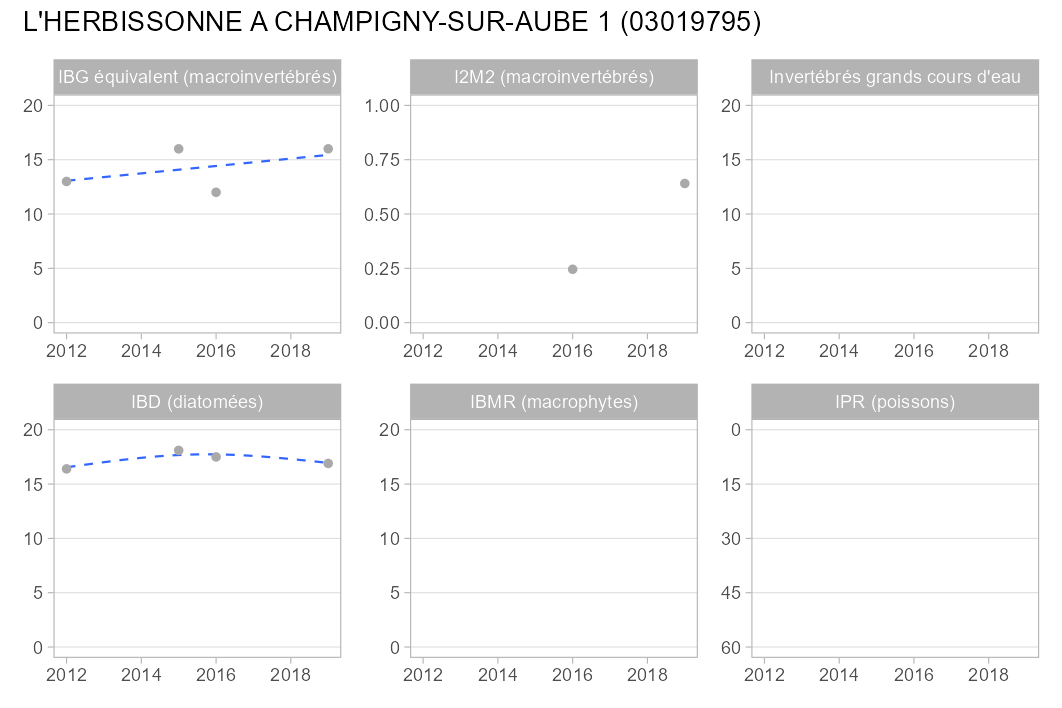 L'HERBISSONNE A CHAMPIGNY-SUR-AUBE 1 (03019795)
IBG équivalent (macroinvertébrés)
20
15
10
5
0
2012 2014 2016 2018
I2M2 (macroinvertébrés)
1.00
0.75
0.50
0.25
0.00
2012 2014 2016 2018
Invertébrés grands cours d'eau
20
15
10
5
0
2012 2014 2016 2018
IBD (diatomées)
20
15
10
5
0
2012 2014 2016 2018
IBMR (macrophytes)
20
15
10
5
0
2012 2014 2016 2018
IPR (poissons)
0
15
30
45
60
2012 2014 2016 2018